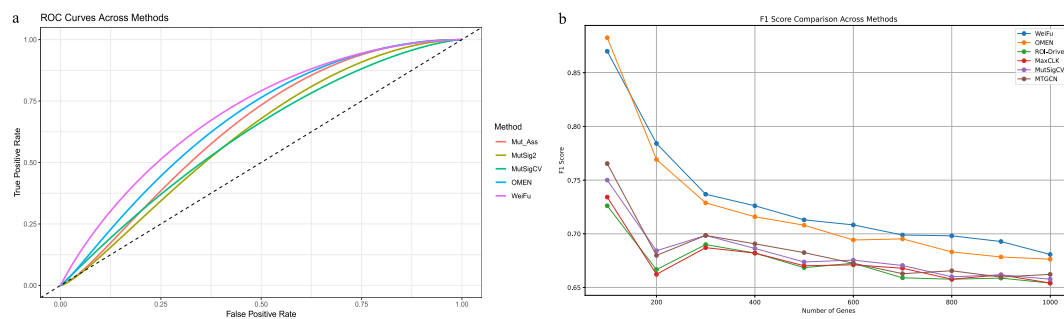 a
ROC Curves Across Methods
True Positive Rate
1.00
0.75
0.50
0.25
0.00
0.00 0.25 0.50 0.75 1.00
False Positive Rate
Method
Mut_Ass
MutSig2
MutSigCV
OMEN
WeiFu
b
F1 Score Comparison Across Methods
F1 Score
0.85
0.80
0.75
0.70
0.65
200 400 600 800 1000
Number of Genes
WeiFu
OMEN
ROI-Drive
MaxCLK
MutSigCV
MTGCN